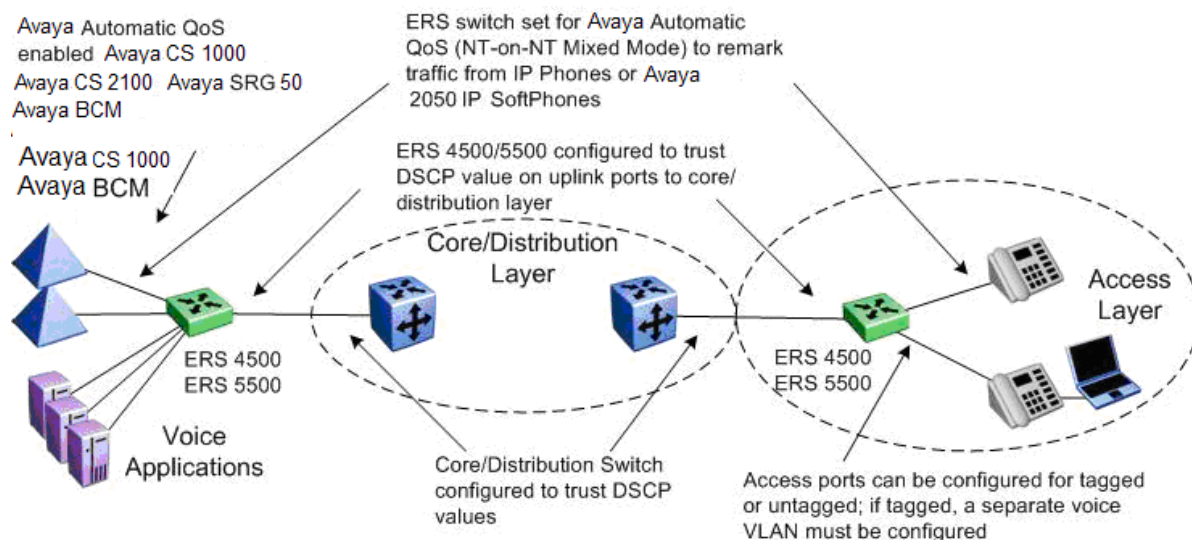 Avaya Automatic QoS
enabled Avaya CS 1000
Avaya CS 2100 Avaya SRG 50
Avaya BCM
Avaya CS 1000
Avaya BCM
ERS switch set for Avaya Automatic
QoS (NT-on-NT Mixed Mode) to remark
traffic from IP Phones or Avaya
2050 IP SoftPhones
ERS 4500/5500 configured to trust
DSCP value on uplink ports to core/
distribution layer
Core/Distribution
Layer
Access
Layer
ERS 4500
ERS 5500
ERS 4500
ERS 5500
Voice
Applications
Core/Distribution Switch
configured to trust DSCP
values
Access ports can be configured for tagged
or untagged; if tagged, a separate voice
VLAN must be configured